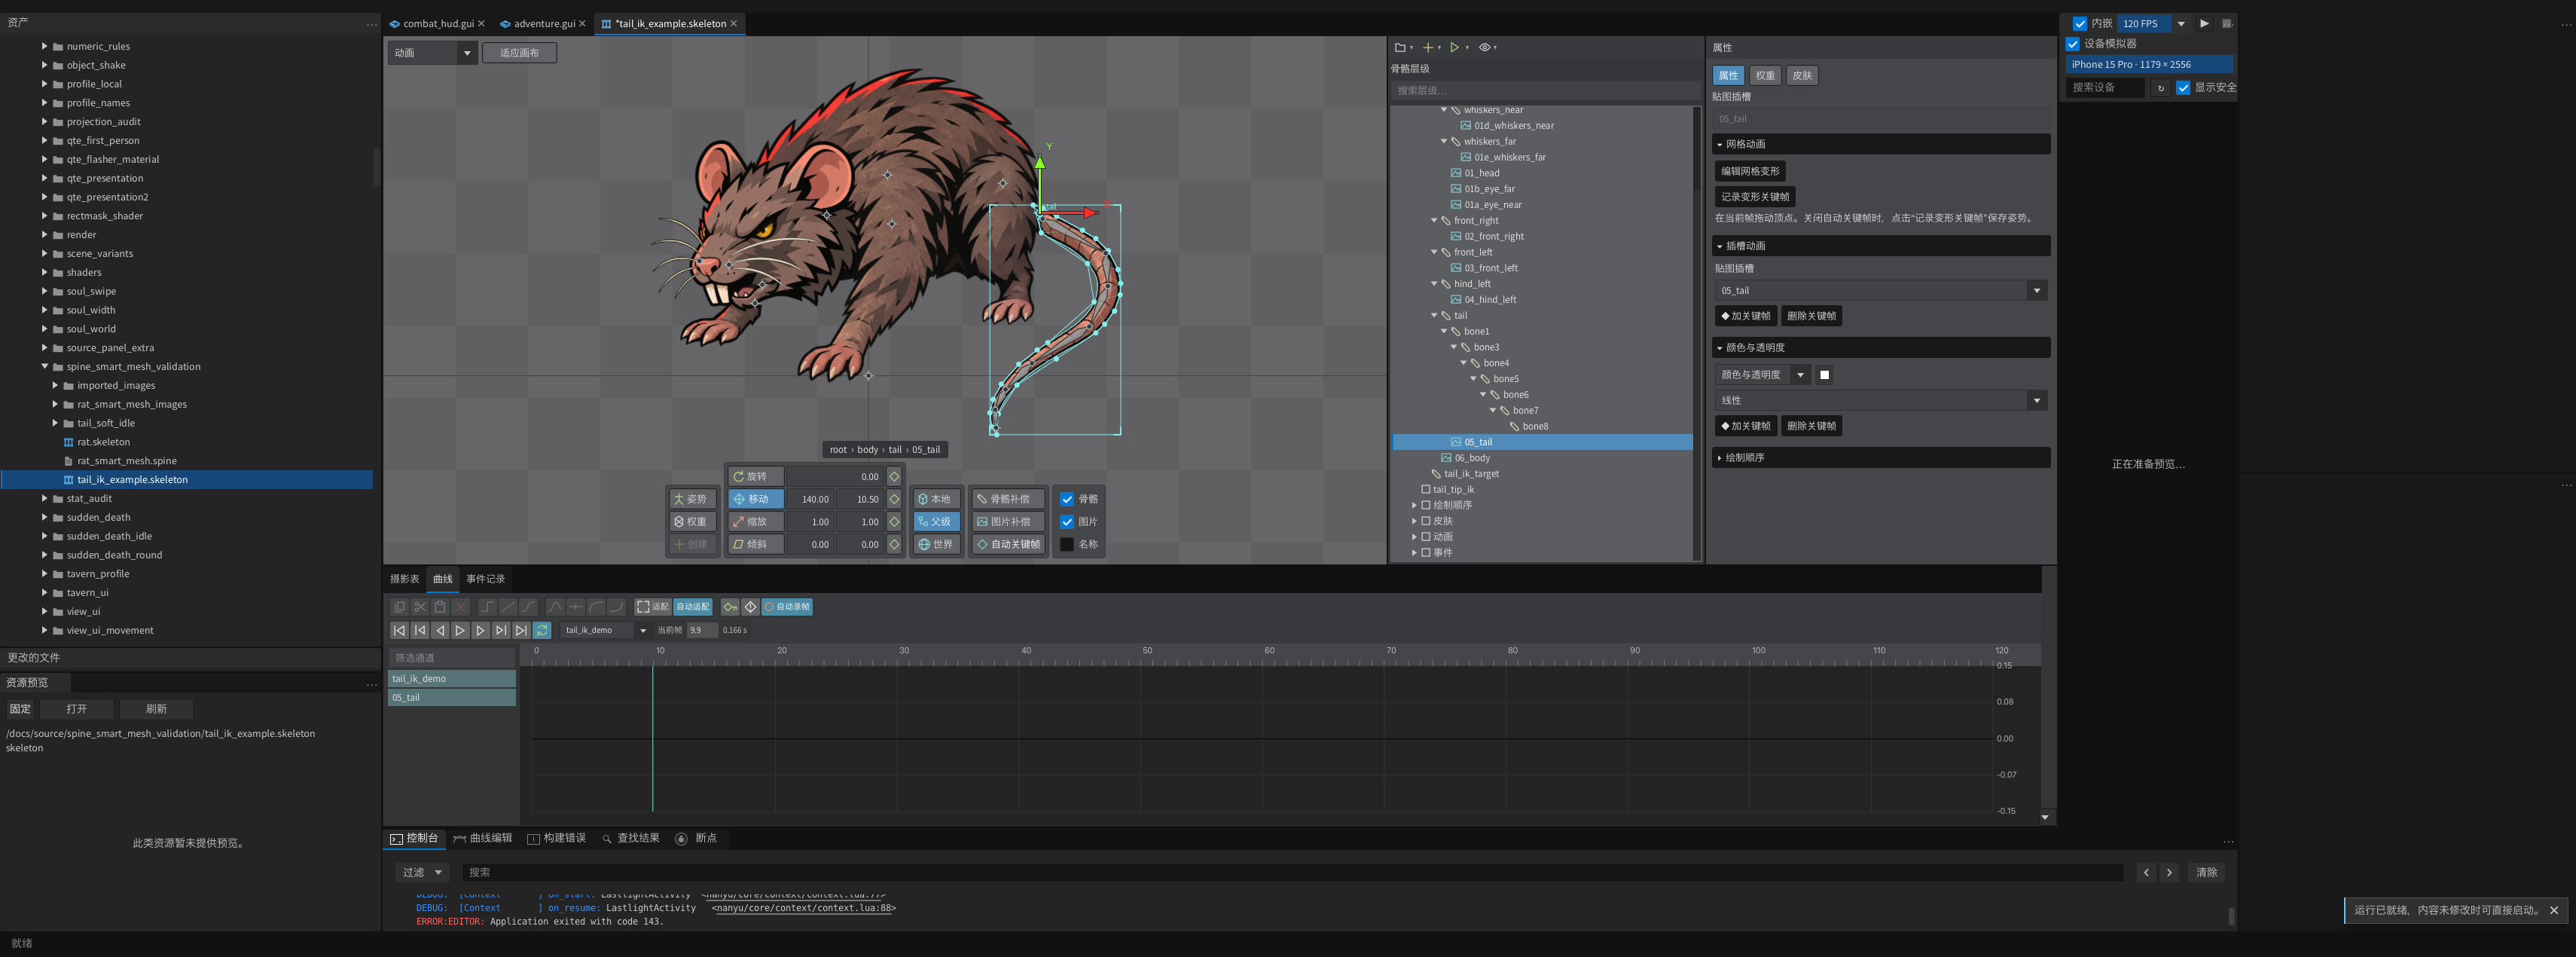 资产
...
numeric_rules
object_shake
profile_local
profile_names
projection_audit
qte_first_person
qte_flasher_material
qte_presentation
qte_presentation2
rectmask_shader
render
scene_variants
shaders
soul_swipe
soul_width
soul_world
source_panel_extra
spine_smart_mesh_validation
imported_images
rat_smart_mesh_images
tail_soft_idle
rat.skeleton
rat_smart_mesh.spine
tail_ik_example.skeleton
stat_audit
sudden_death
sudden_death_idle
sudden_death_round
tavern_profile
tavern_ui
view_ui
view_ui_movement
更改的文件
资源预览
...
固定 打开 刷新
/docs/source/spine_smart_mesh_validation/tail_ik_example.skeleton
skeleton
此类资源暂未提供预览。
就绪
combat_hud.gui adventure.gui *tail_ik_example.skeleton
动画 适应画布
Y
X
tail
root › body › tail › 05_tail
姿势
权重
创建
旋转 0.00
移动 140.00 10.50
缩放 1.00 1.00
倾斜 0.00 0.00
本地
父级
世界
骨骼补偿
图片补偿
自动关键帧
骨骼
图片
名称
骨骼层级
搜索层级...
whiskers_near
01d_whiskers_near
whiskers_far
01e_whiskers_far
01_head
01b_eye_far
01a_eye_near
front_right
02_front_right
front_left
03_front_left
hind_left
04_hind_left
tail
bone1
bone3
bone4
bone5
bone6
bone7
bone8
05_tail
06_body
tail_ik_target
tail_tip_ik
绘制顺序
皮肤
动画
事件
属性
属性 权重 皮肤
贴图插槽
05_tail
网格动画
编辑网格变形
记录变形关键帧
在当前帧拖动顶点。关闭自动关键帧时，点击“记录变形关键帧”保存姿势。
插槽动画
贴图插槽
05_tail
加关键帧 删除关键帧
颜色与透明度
颜色与透明度
线性
加关键帧 删除关键帧
绘制顺序
摄影表 曲线 事件记录
适配 自动适配 自动录帧
tail_ik_demo 当前帧 9.9 0.166 s
筛选通道
tail_ik_demo
05_tail
0 10 20 30 40 50 60 70 80 90 100 110 120
0.15
0.08
0.00
-0.07
-0.15
控制台 曲线编辑 构建错误 查找结果 断点
...
过滤 搜索 清除
DEBUG: [Context ] on_start: LastlightActivity <nanyu/core/context/context.lua:77>
DEBUG: [Context ] on_resume: LastlightActivity <nanyu/core/context/context.lua:88>
ERROR:EDITOR: Application exited with code 143.
内嵌 120 FPS
...
设备模拟器
iPhone 15 Pro · 1179 × 2556
搜索设备 显示安全
正在准备预览...
...
运行已就绪，内容未修改时可直接启动。